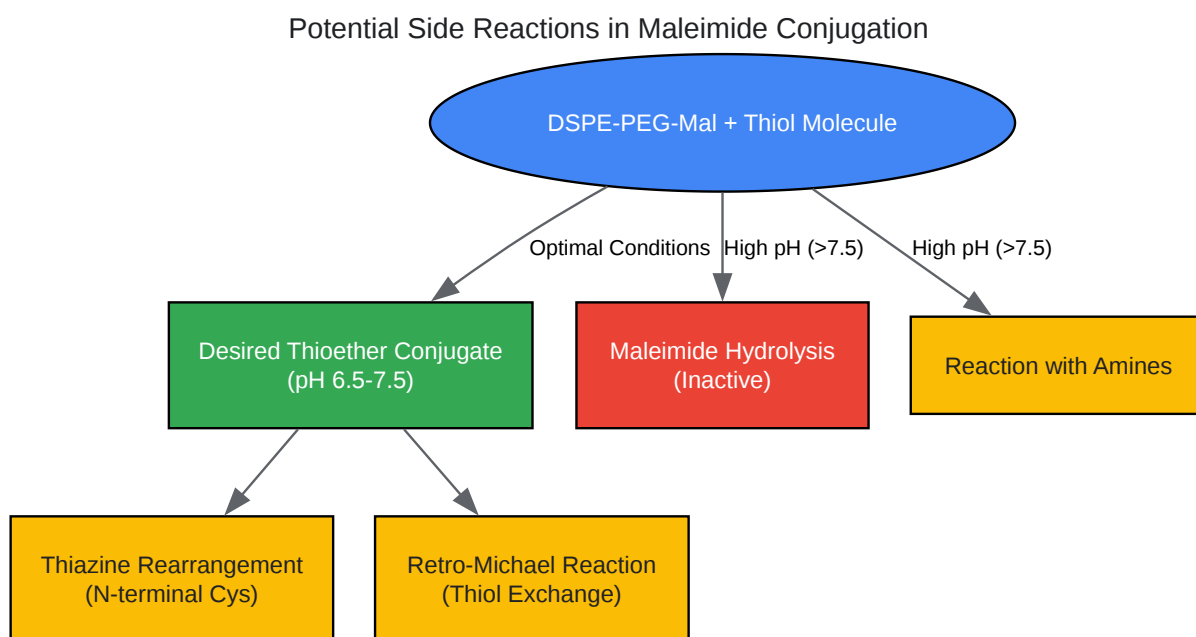 Potential Side Reactions in Maleimide Conjugation
DSPE-PEG-Mal + Thiol Molecule
Optimal Conditions
High pH (>7.5)
High pH (>7.5)
Desired Thioether Conjugate
(pH 6.5-7.5)
Maleimide Hydrolysis
(Inactive)
Reaction with Amines
Thiazine Rearrangement
(N-terminal Cys)
Retro-Michael Reaction
(Thiol Exchange)